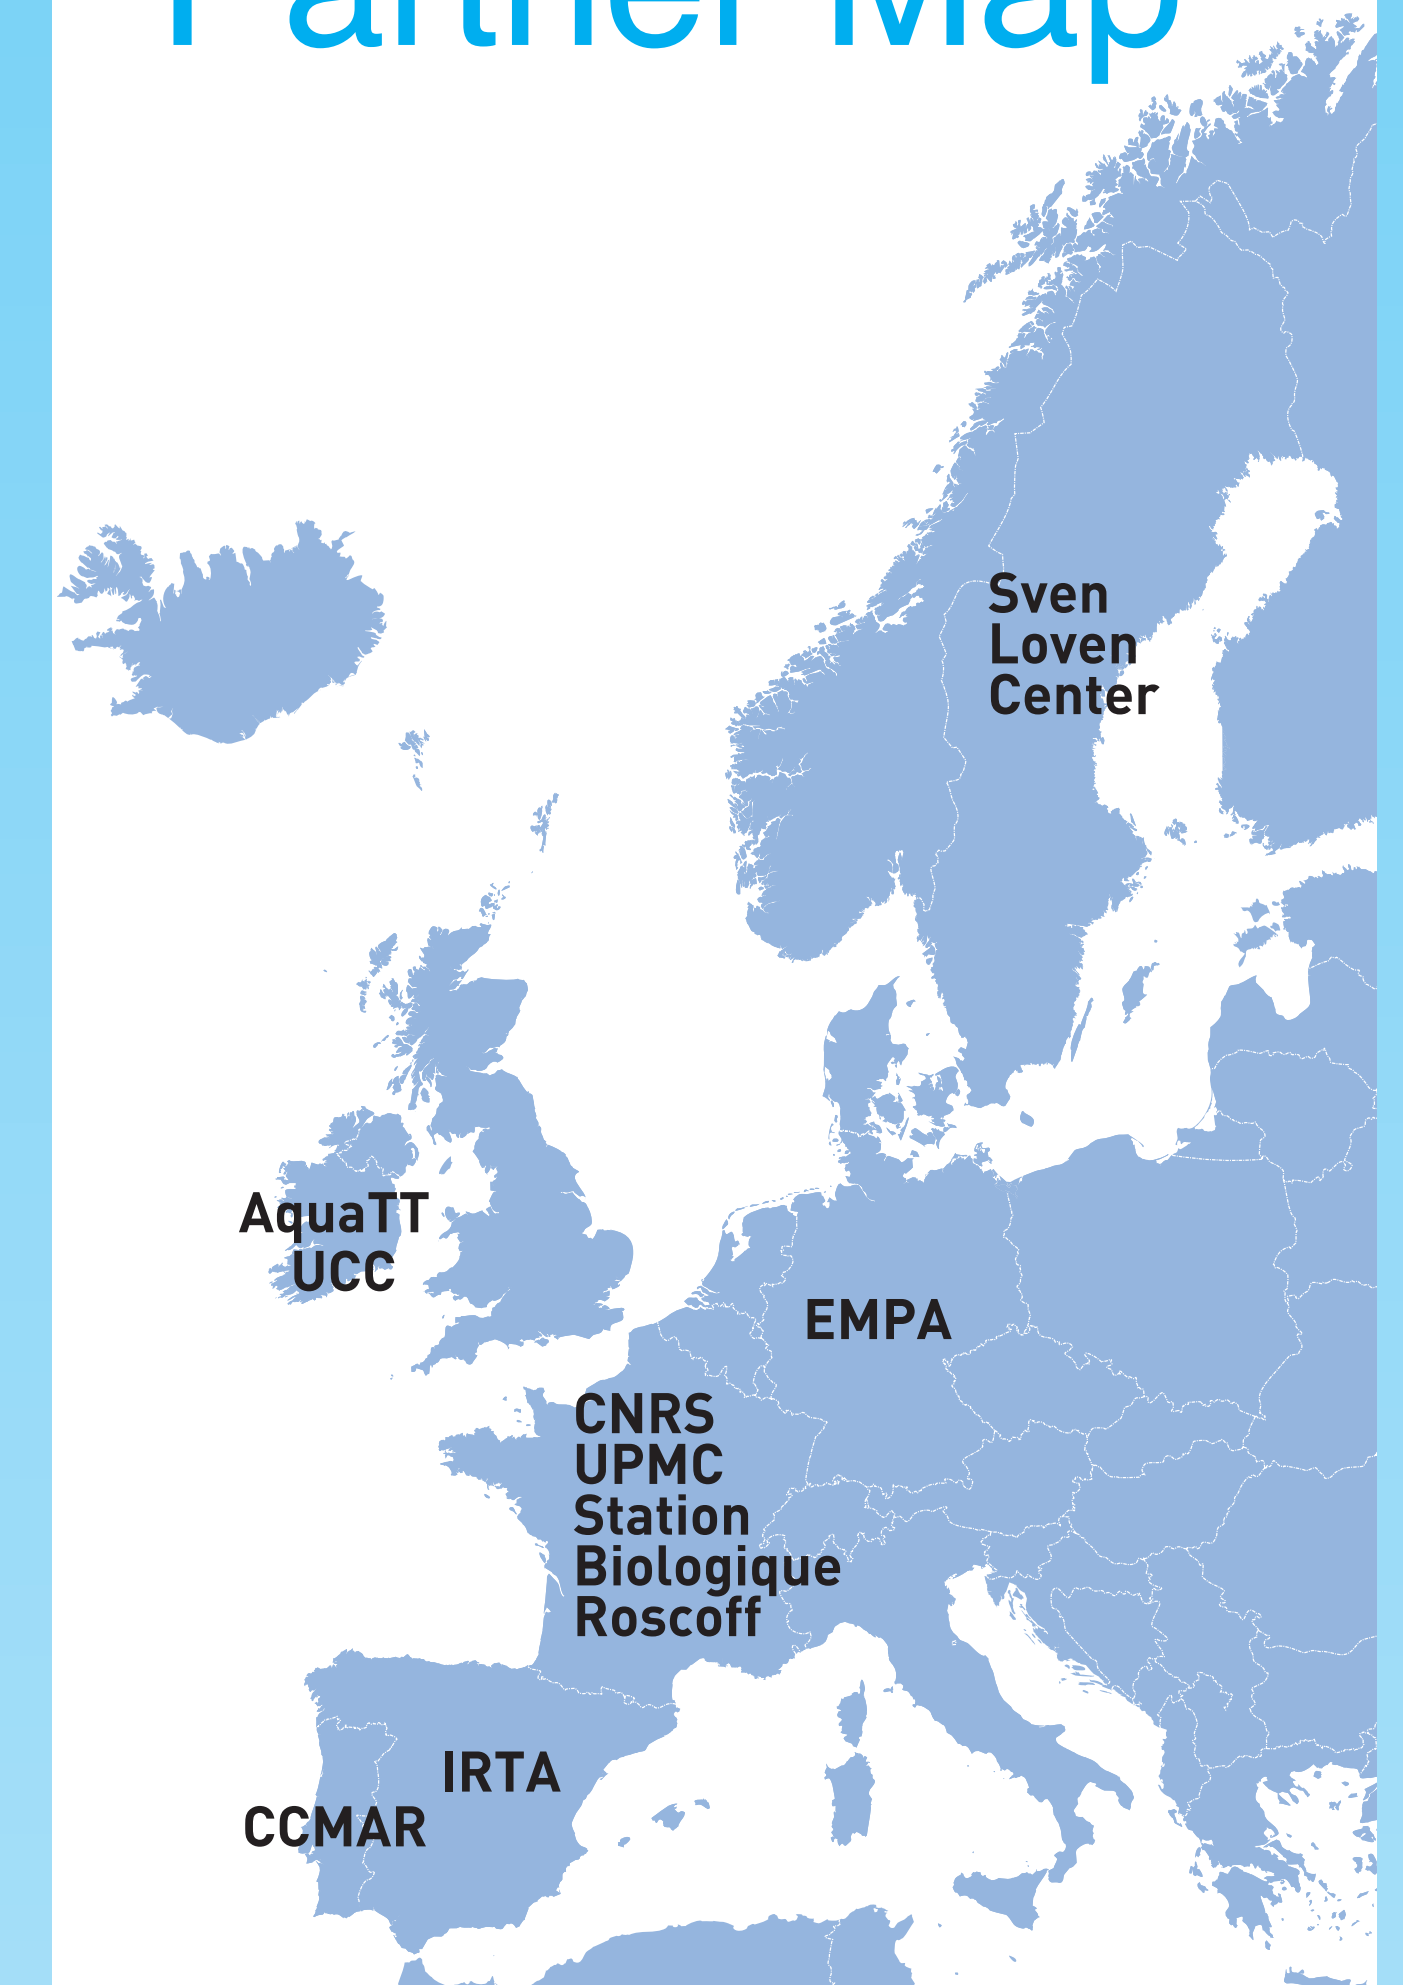 Partner Map
Sven
Loven
Center
AquaTT
UCC
EMPA
CNRS
UPMC
Station
Biologique
Roscoff
IRTA
CCMAR